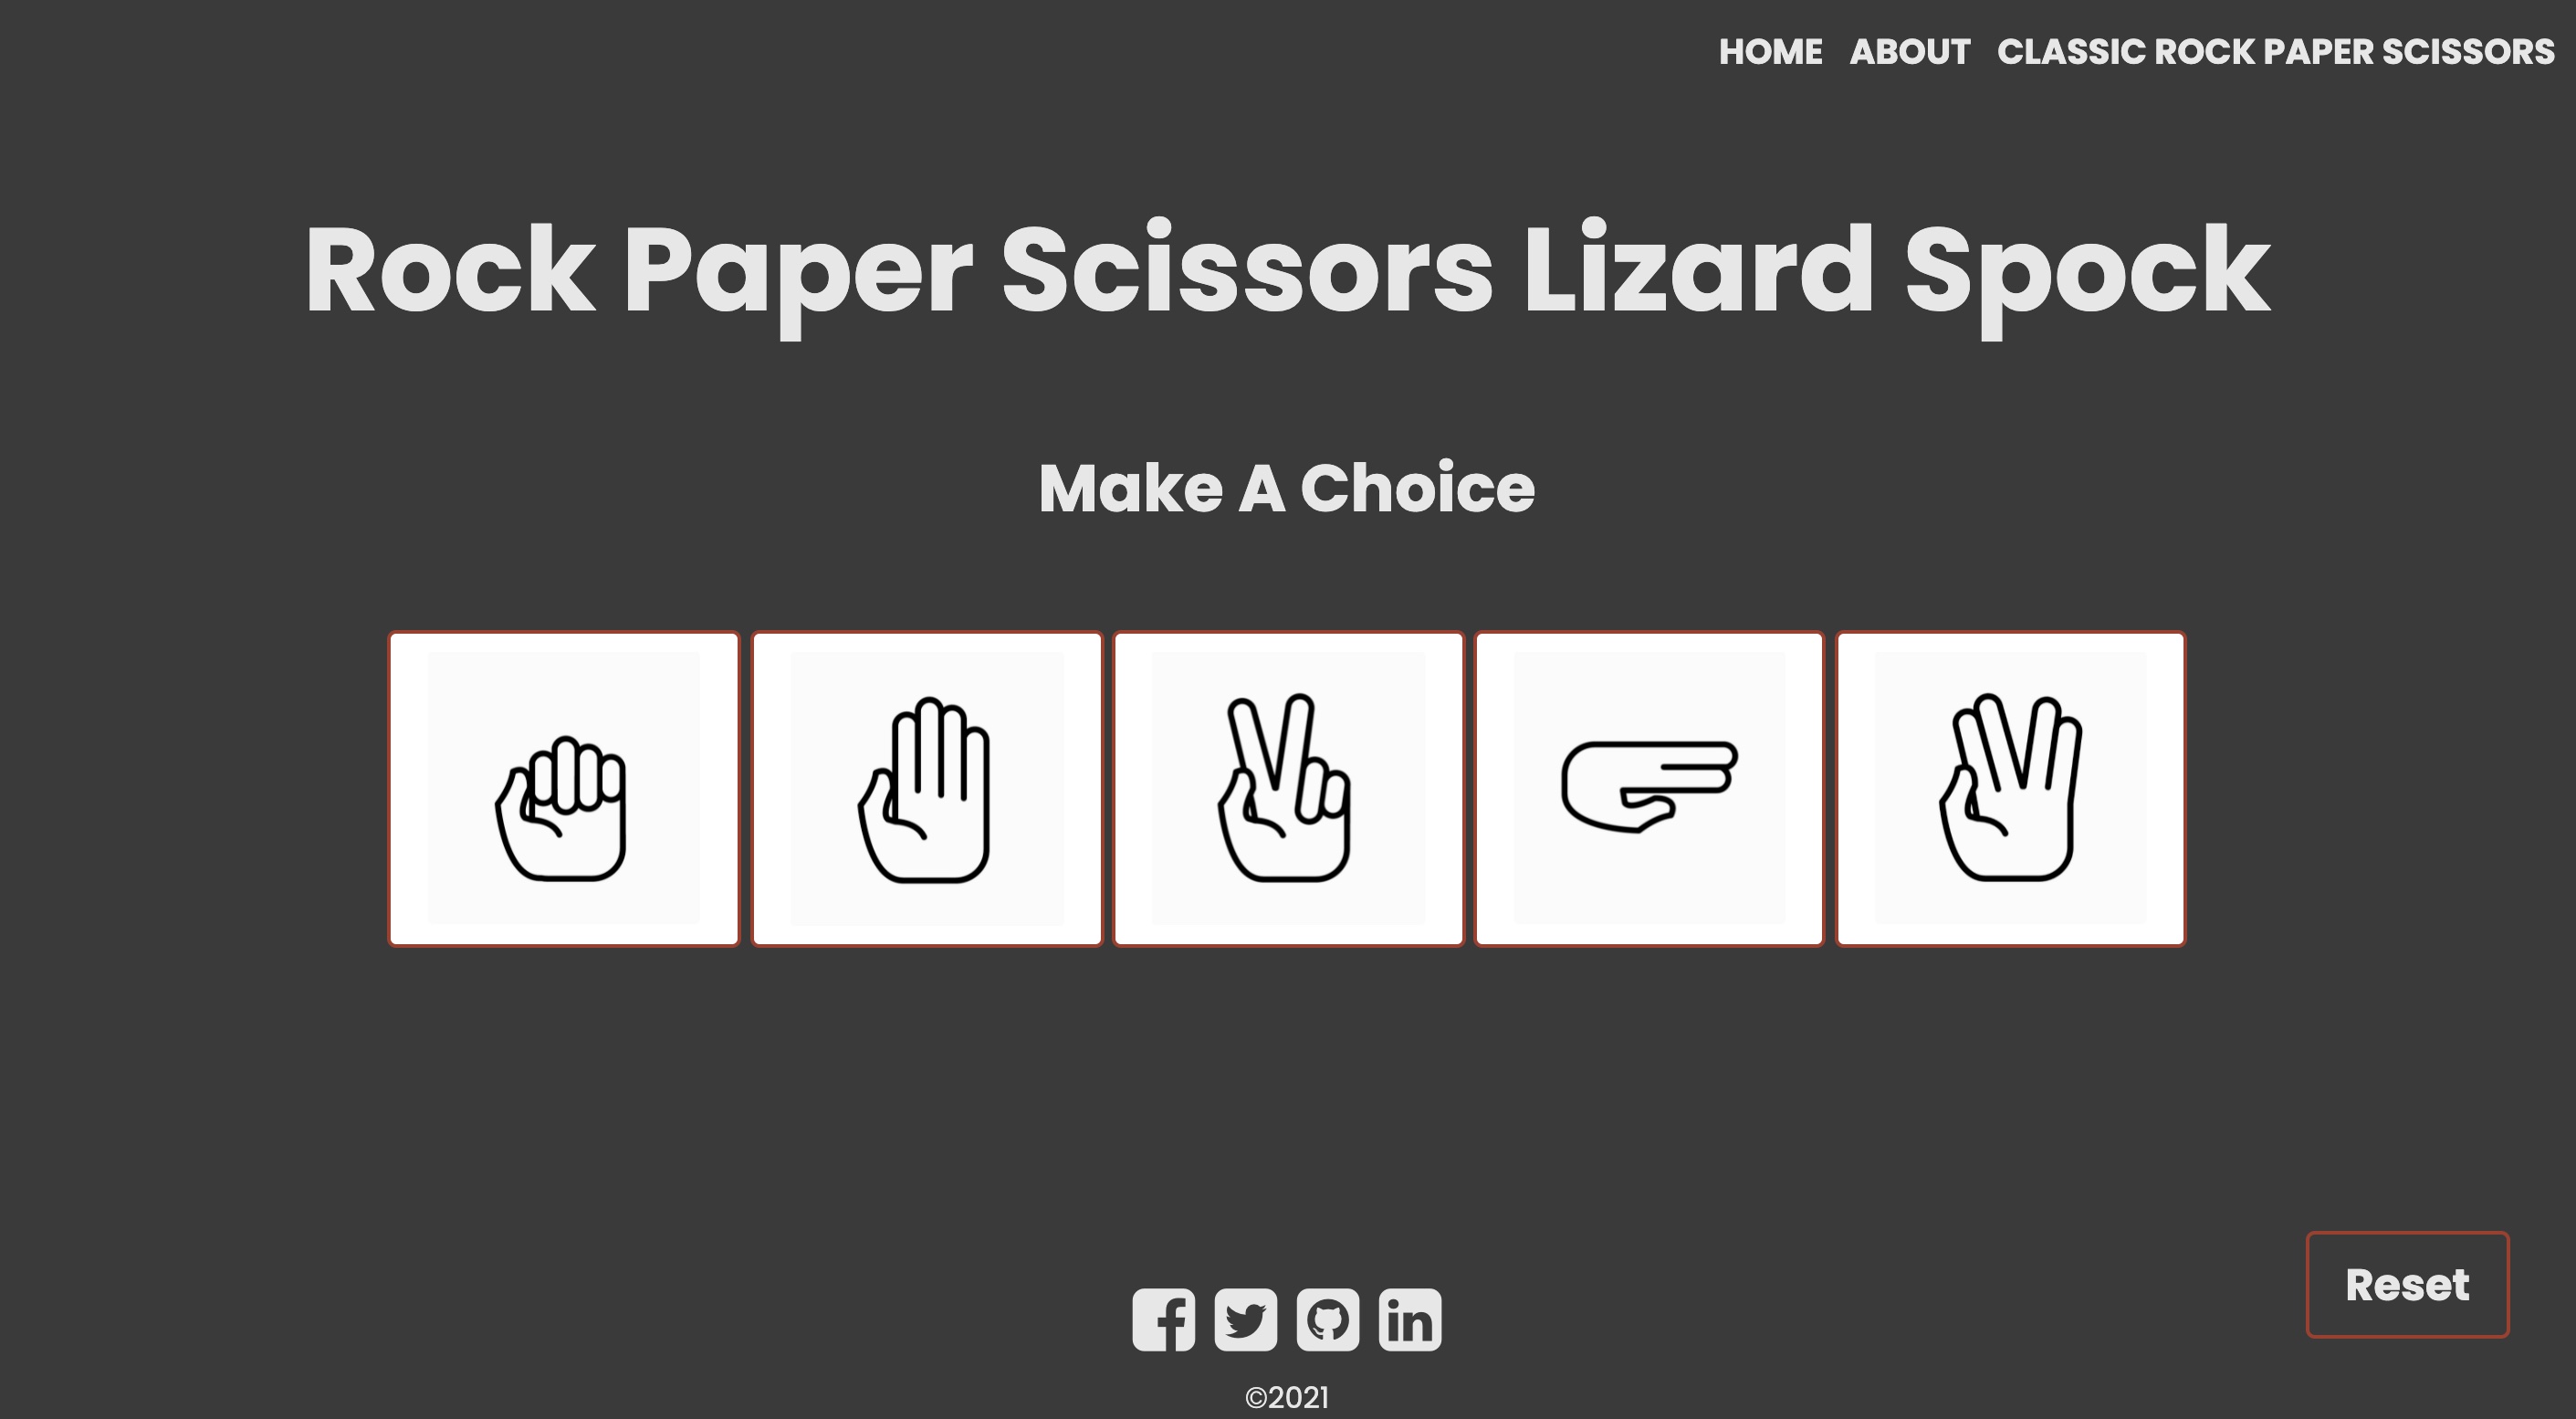 HOME ABOUT CLASSIC ROCK PAPER SCISSORS
Rock Paper Scissors Lizard Spock
Make A Choice
Reset
©2021